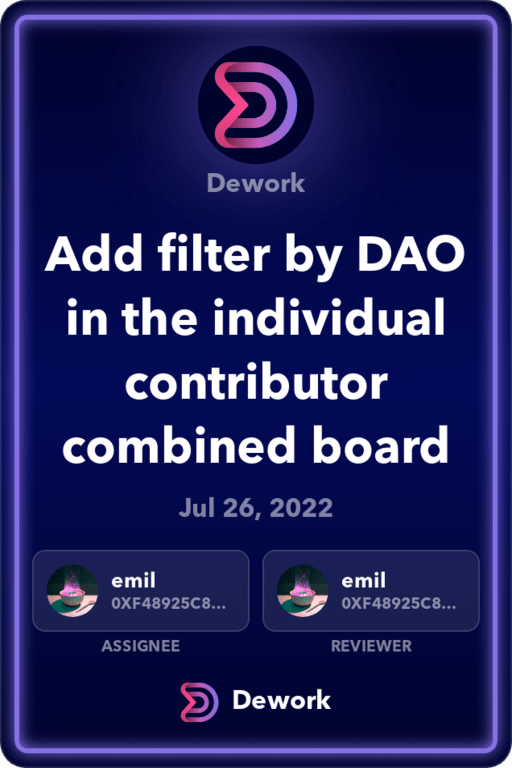 Dework
Add filter by DAO
in the individual
contributor
combined board
Jul 26, 2022
emil
0XF48925C8...
ASSIGNEE
emil
0XF48925C8...
REVIEWER
Dework